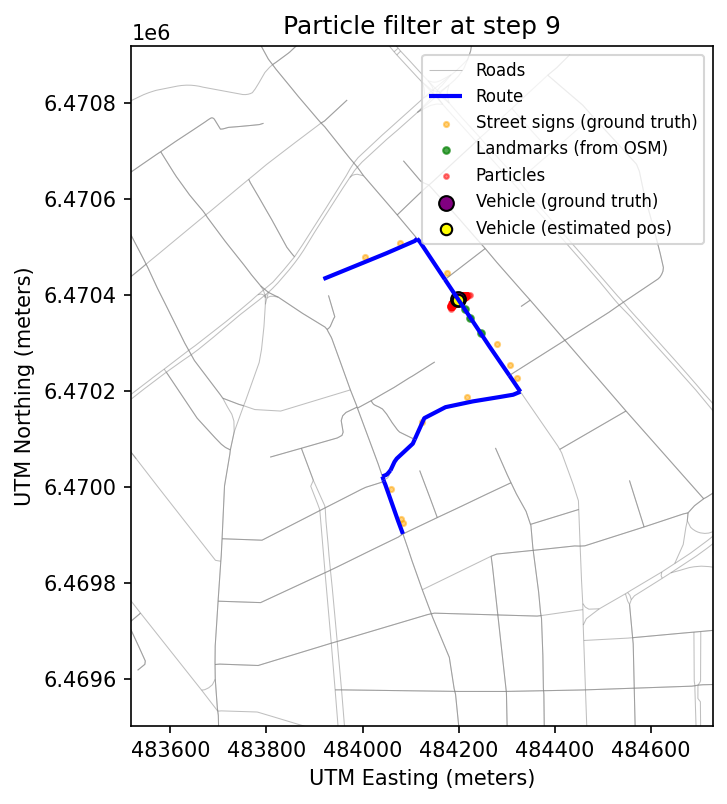 Particle filter at step 9
1e6
Roads
Route
Street signs (ground truth)
Landmarks (from OSM)
Particles
Vehicle (ground truth)
Vehicle (estimated pos)
6.4708
6.4706
6.4704
6.4702
6.4700
6.4698
6.4696
UTM Northing (meters)
483600 483800 484000 484200 484400 484600
UTM Easting (meters)